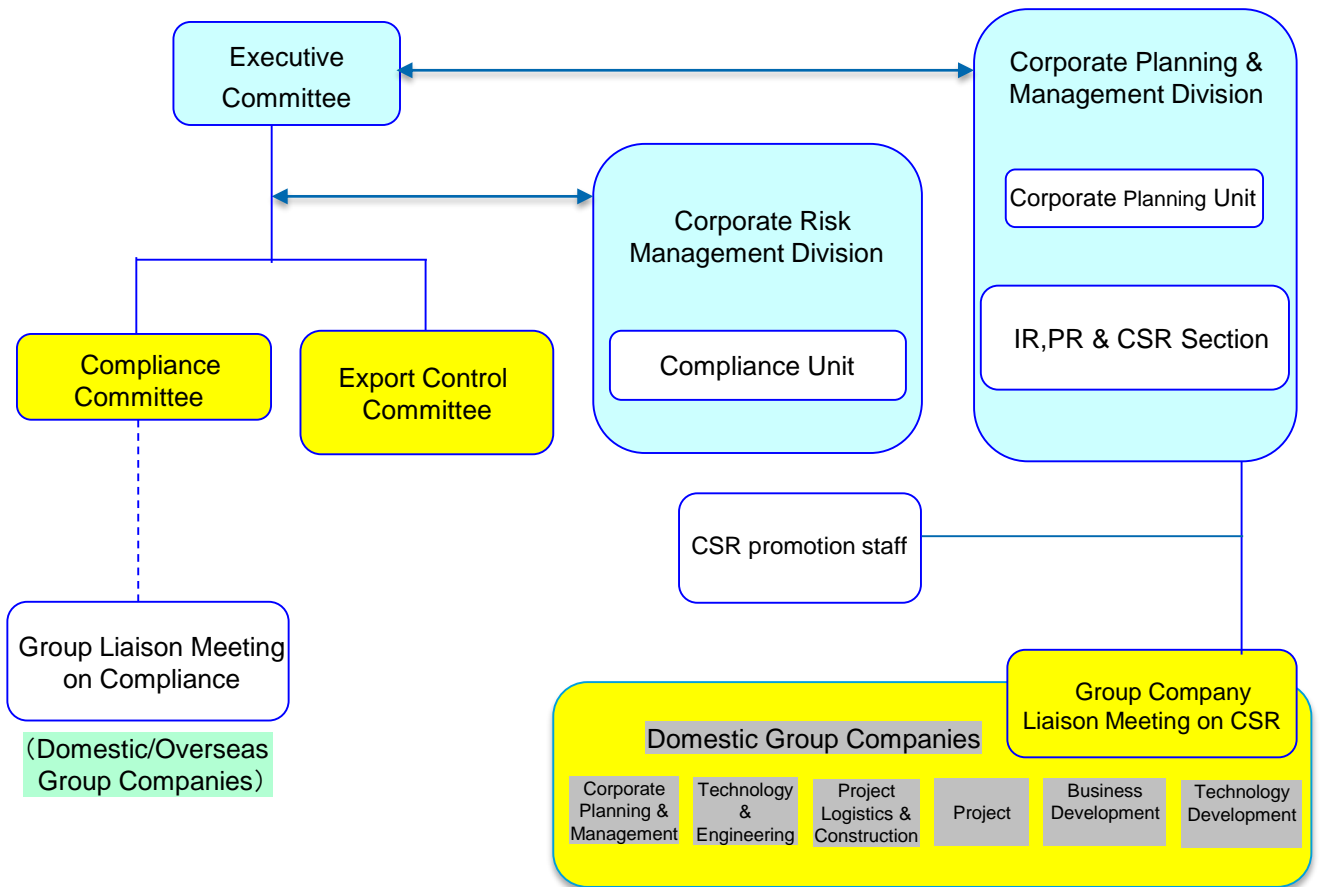 Executive
Committee
Corporate Planning &
Management Division
Corporate Planning Unit
IR,PR & CSR Section
Corporate Risk
Management Division
Compliance Unit
Compliance
Committee
Export Control
Committee
CSR promotion staff
Group Liaison Meeting
on Compliance
（Domestic/Overseas
Group Companies）
Group Company
Liaison Meeting on CSR
Domestic Group Companies
Corporate
Planning &
Management
Technology
&
Engineering
Project
Logistics &
Construction
Project
Business
Development
Technology
Development